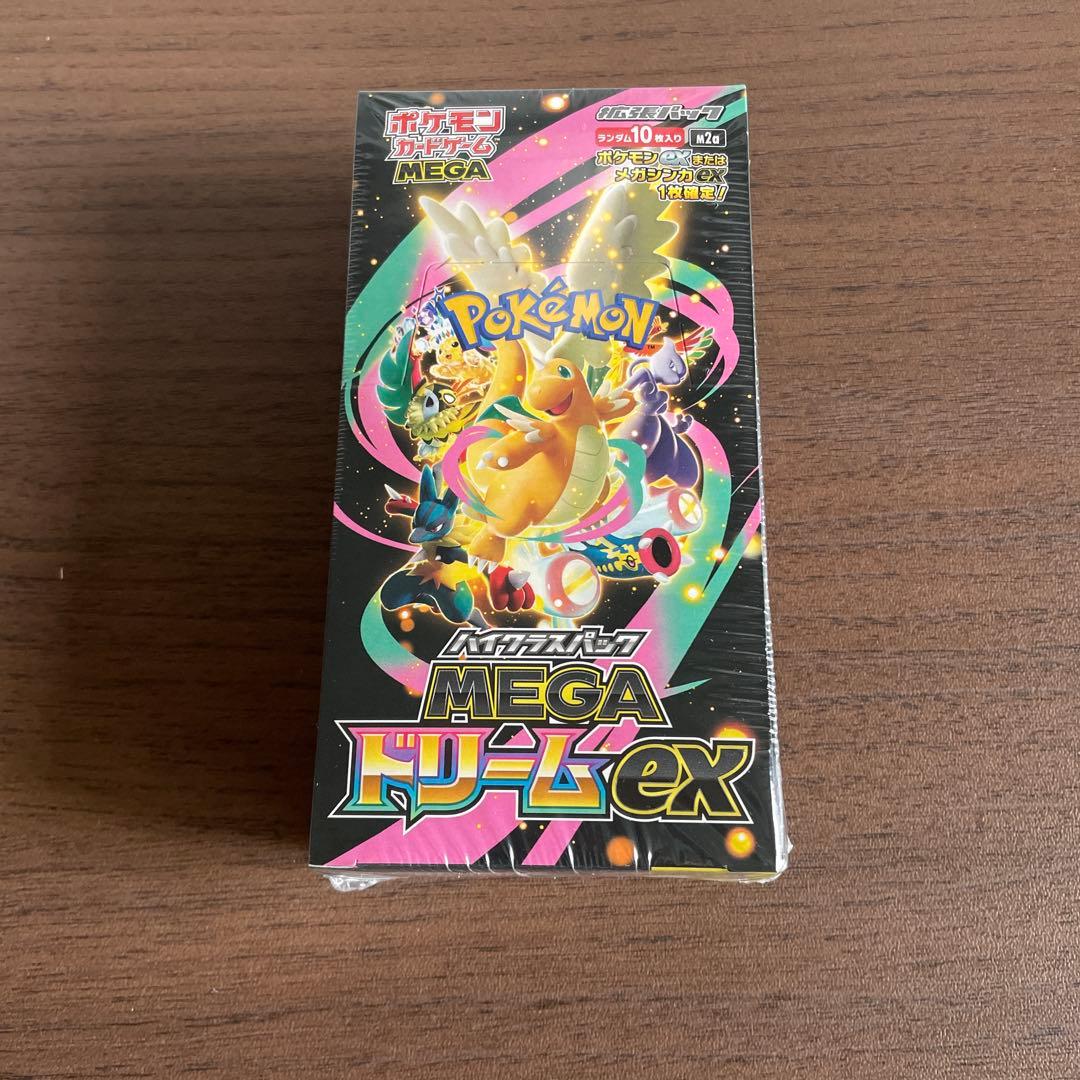 ポケモン
カードゲーム
MEGA
拡張パック
ランダム10枚入り M2a
ポケモンexまたは
メガシンカex
1枚確定!
POKéMON
TM
ハイクラスパック
MEGA
ドリームex